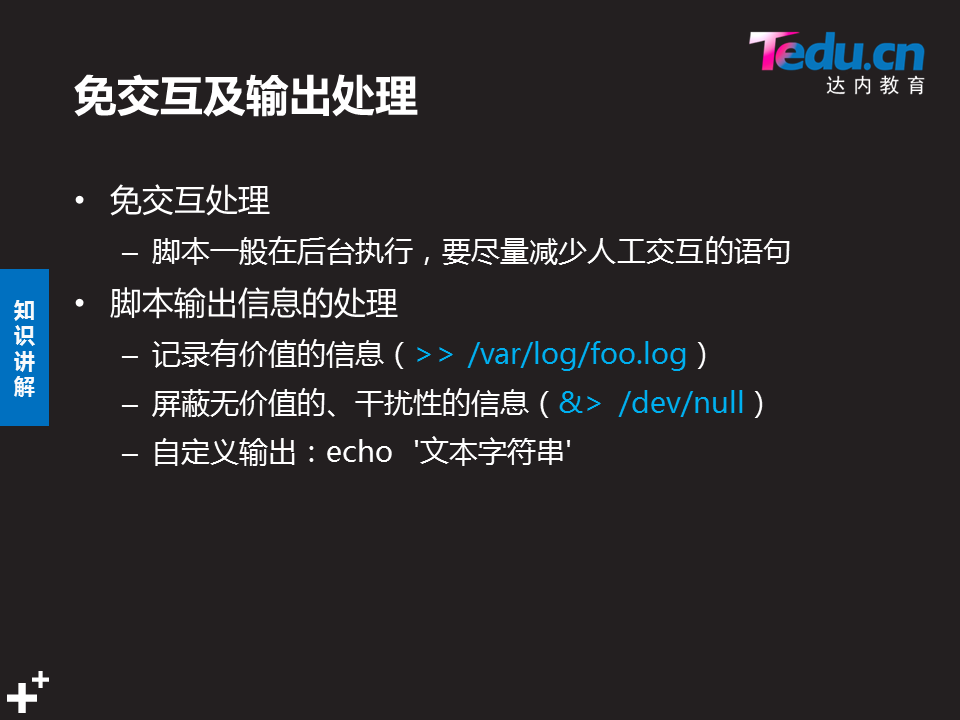 Tedu.cn
达内教育
免交互及输出处理
• 免交互处理
– 脚本一般在后台执行，要尽量减少人工交互的语句
• 脚本输出信息的处理
– 记录有价值的信息（>> /var/log/foo.log）
– 屏蔽无价值的、干扰性的信息（&> /dev/null）
– 自定义输出：echo '文本字符串'
知
识
讲
解